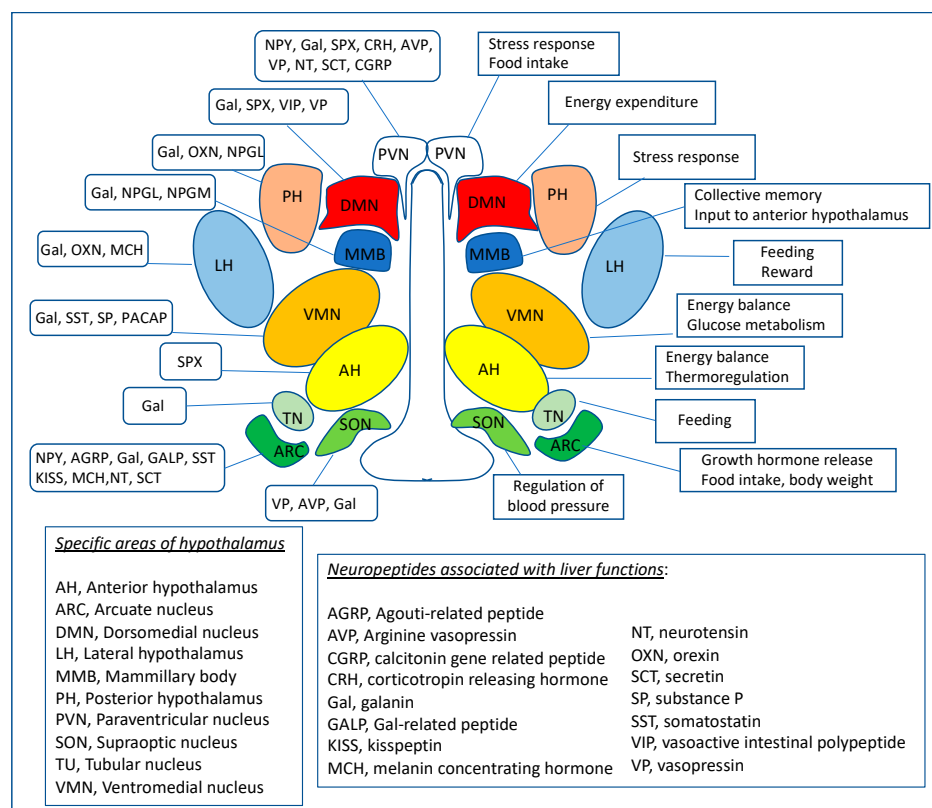 NPY, Gal, SPX, CRH, AVP,
VP, NT, SCT, CGRP
Stress response
Food intake
Gal, SPX, VIP, VP
Energy expenditure
PVN
PVN
Gal, OXN, NPGL
Stress response
PH
DMN
DMN
PH
Gal, NPGL, NPGM
Collective memory
Input to anterior hypothalamus
MMB
MMB
Gal, OXN, MCH
LH
LH
Feeding
Reward
Gal, SST, SP, PACAP
VMN
VMN
Energy balance
Glucose metabolism
SPX
AH
AH
Energy balance
Thermoregulation
Gal
TN
SON
SON
TN
Feeding
ARC
ARC
NPY, AGRP, Gal, GALP, SST
KISS, MCH,NT, SCT
Growth hormone release
Food intake, body weight
VP, AVP, Gal
Regulation of
blood pressure
Specific areas of hypothalamus
AH, Anterior hypothalamus
ARC, Arcuate nucleus
DMN, Dorsomedial nucleus
LH, Lateral hypothalamus
MMB, Mammillary body
PH, Posterior hypothalamus
PVN, Paraventricular nucleus
SON, Supraoptic nucleus
TU, Tubular nucleus
VMN, Ventromedial nucleus
Neuropeptides associated with liver functions:
AGRP, Agouti-related peptide
AVP, Arginine vasopressin
CGRP, calcitonin gene related peptide
CRH, corticotropin releasing hormone
Gal, galanin
GALP, Gal-related peptide
KISS, kisspeptin
MCH, melanin concentrating hormone
NT, neurotensin
OXN, orexin
SCT, secretin
SP, substance P
SST, somatostatin
VIP, vasoactive intestinal polypeptide
VP, vasopressin